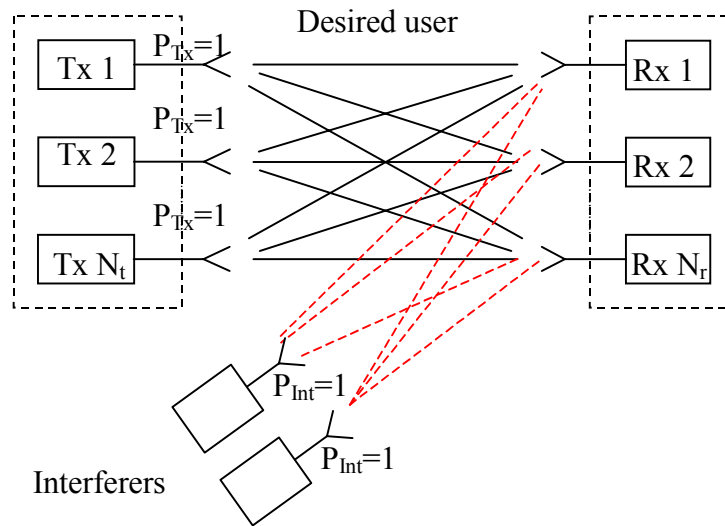 Desired user
P_Tx=1
Tx 1
Rx 1
P_Tx=1
Tx 2
Rx 2
P_Tx=1
Tx N_t
Rx N_r
P_Int=1
P_Int=1
Interferers